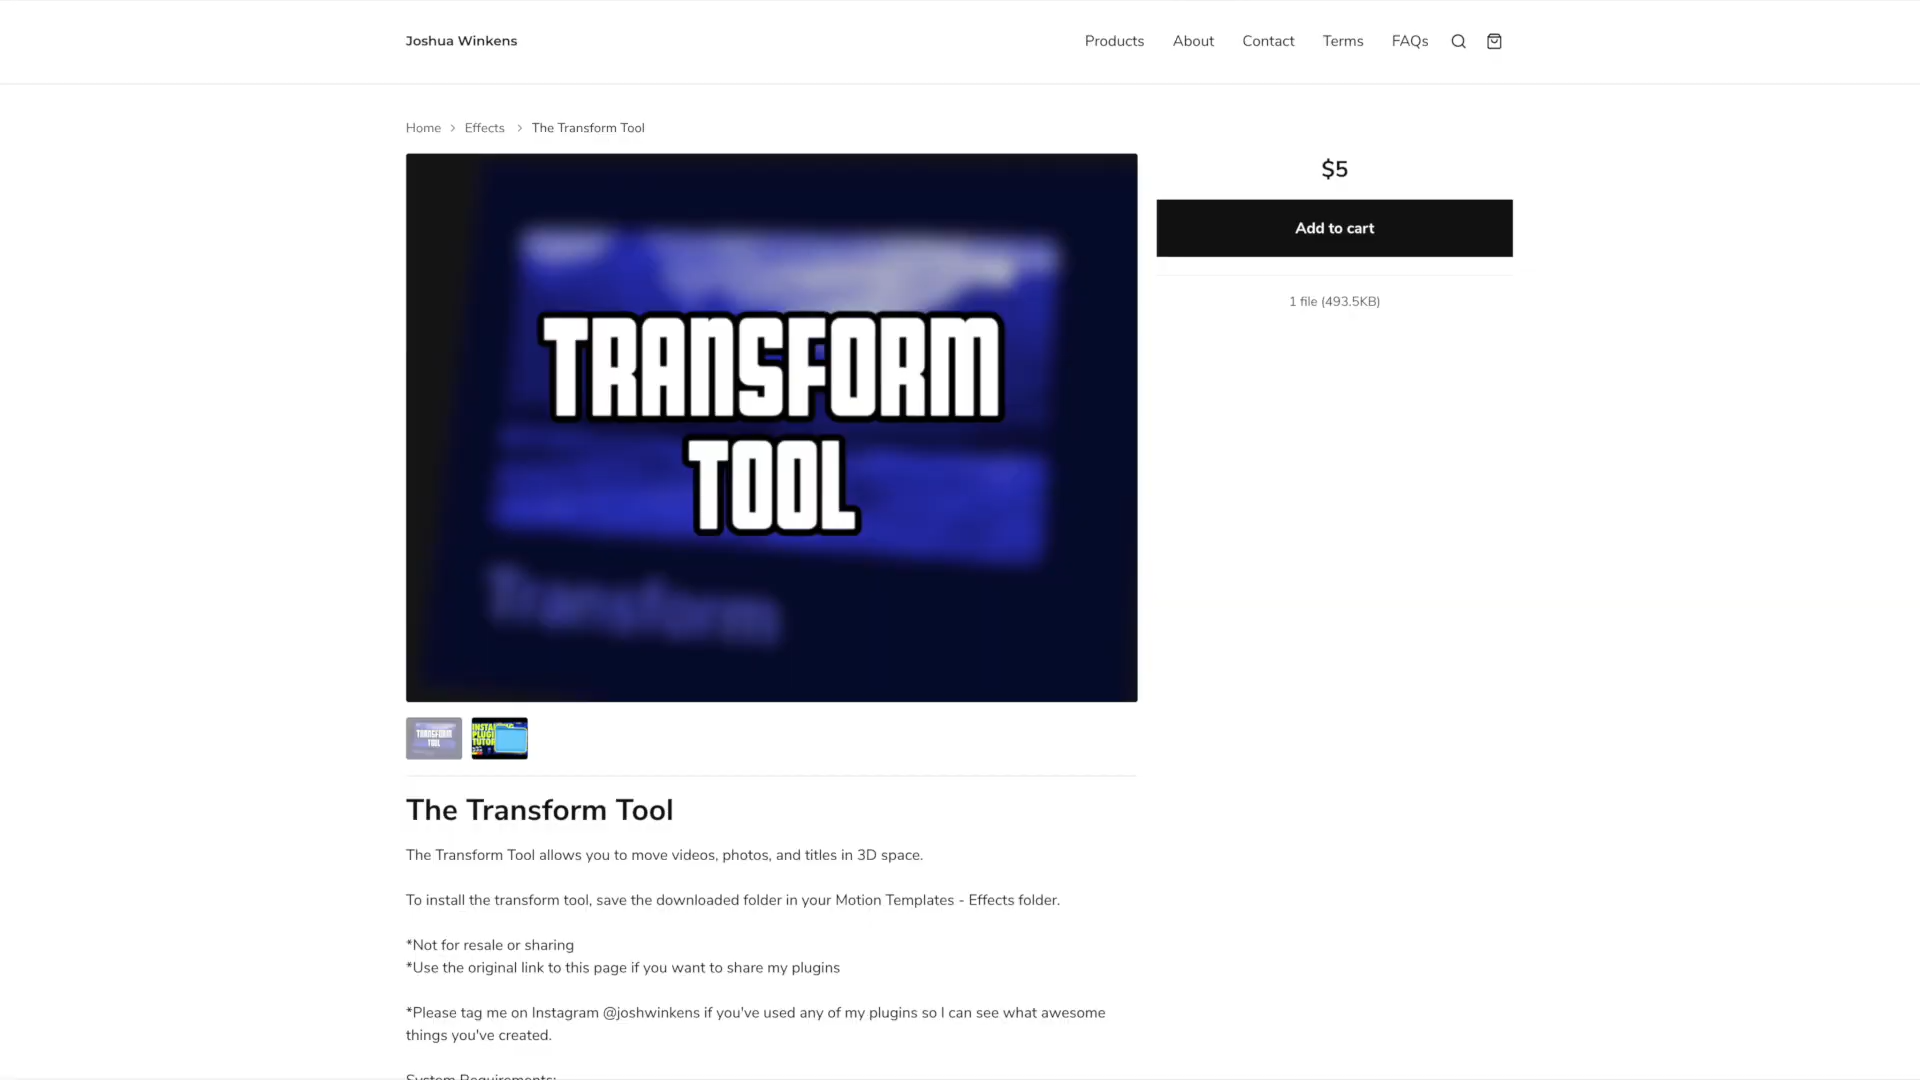 Joshua Winkens
Products About Contact Terms FAQs
Home > Effects > The Transform Tool
TRANSFORM
TOOL
Transform
$5
Add to cart
1 file (493.5KB)
TRANSFORM
TOOL
The Transform Tool
The Transform Tool allows you to move videos, photos, and titles in 3D space.
To install the transform tool, save the downloaded folder in your Motion Templates - Effects folder.
*Not for resale or sharing
*Use the original link to this page if you want to share my plugins
*Please tag me on Instagram @joshwinkens if you've used any of my plugins so I can see what awesome
things you've created.
System Requirements: